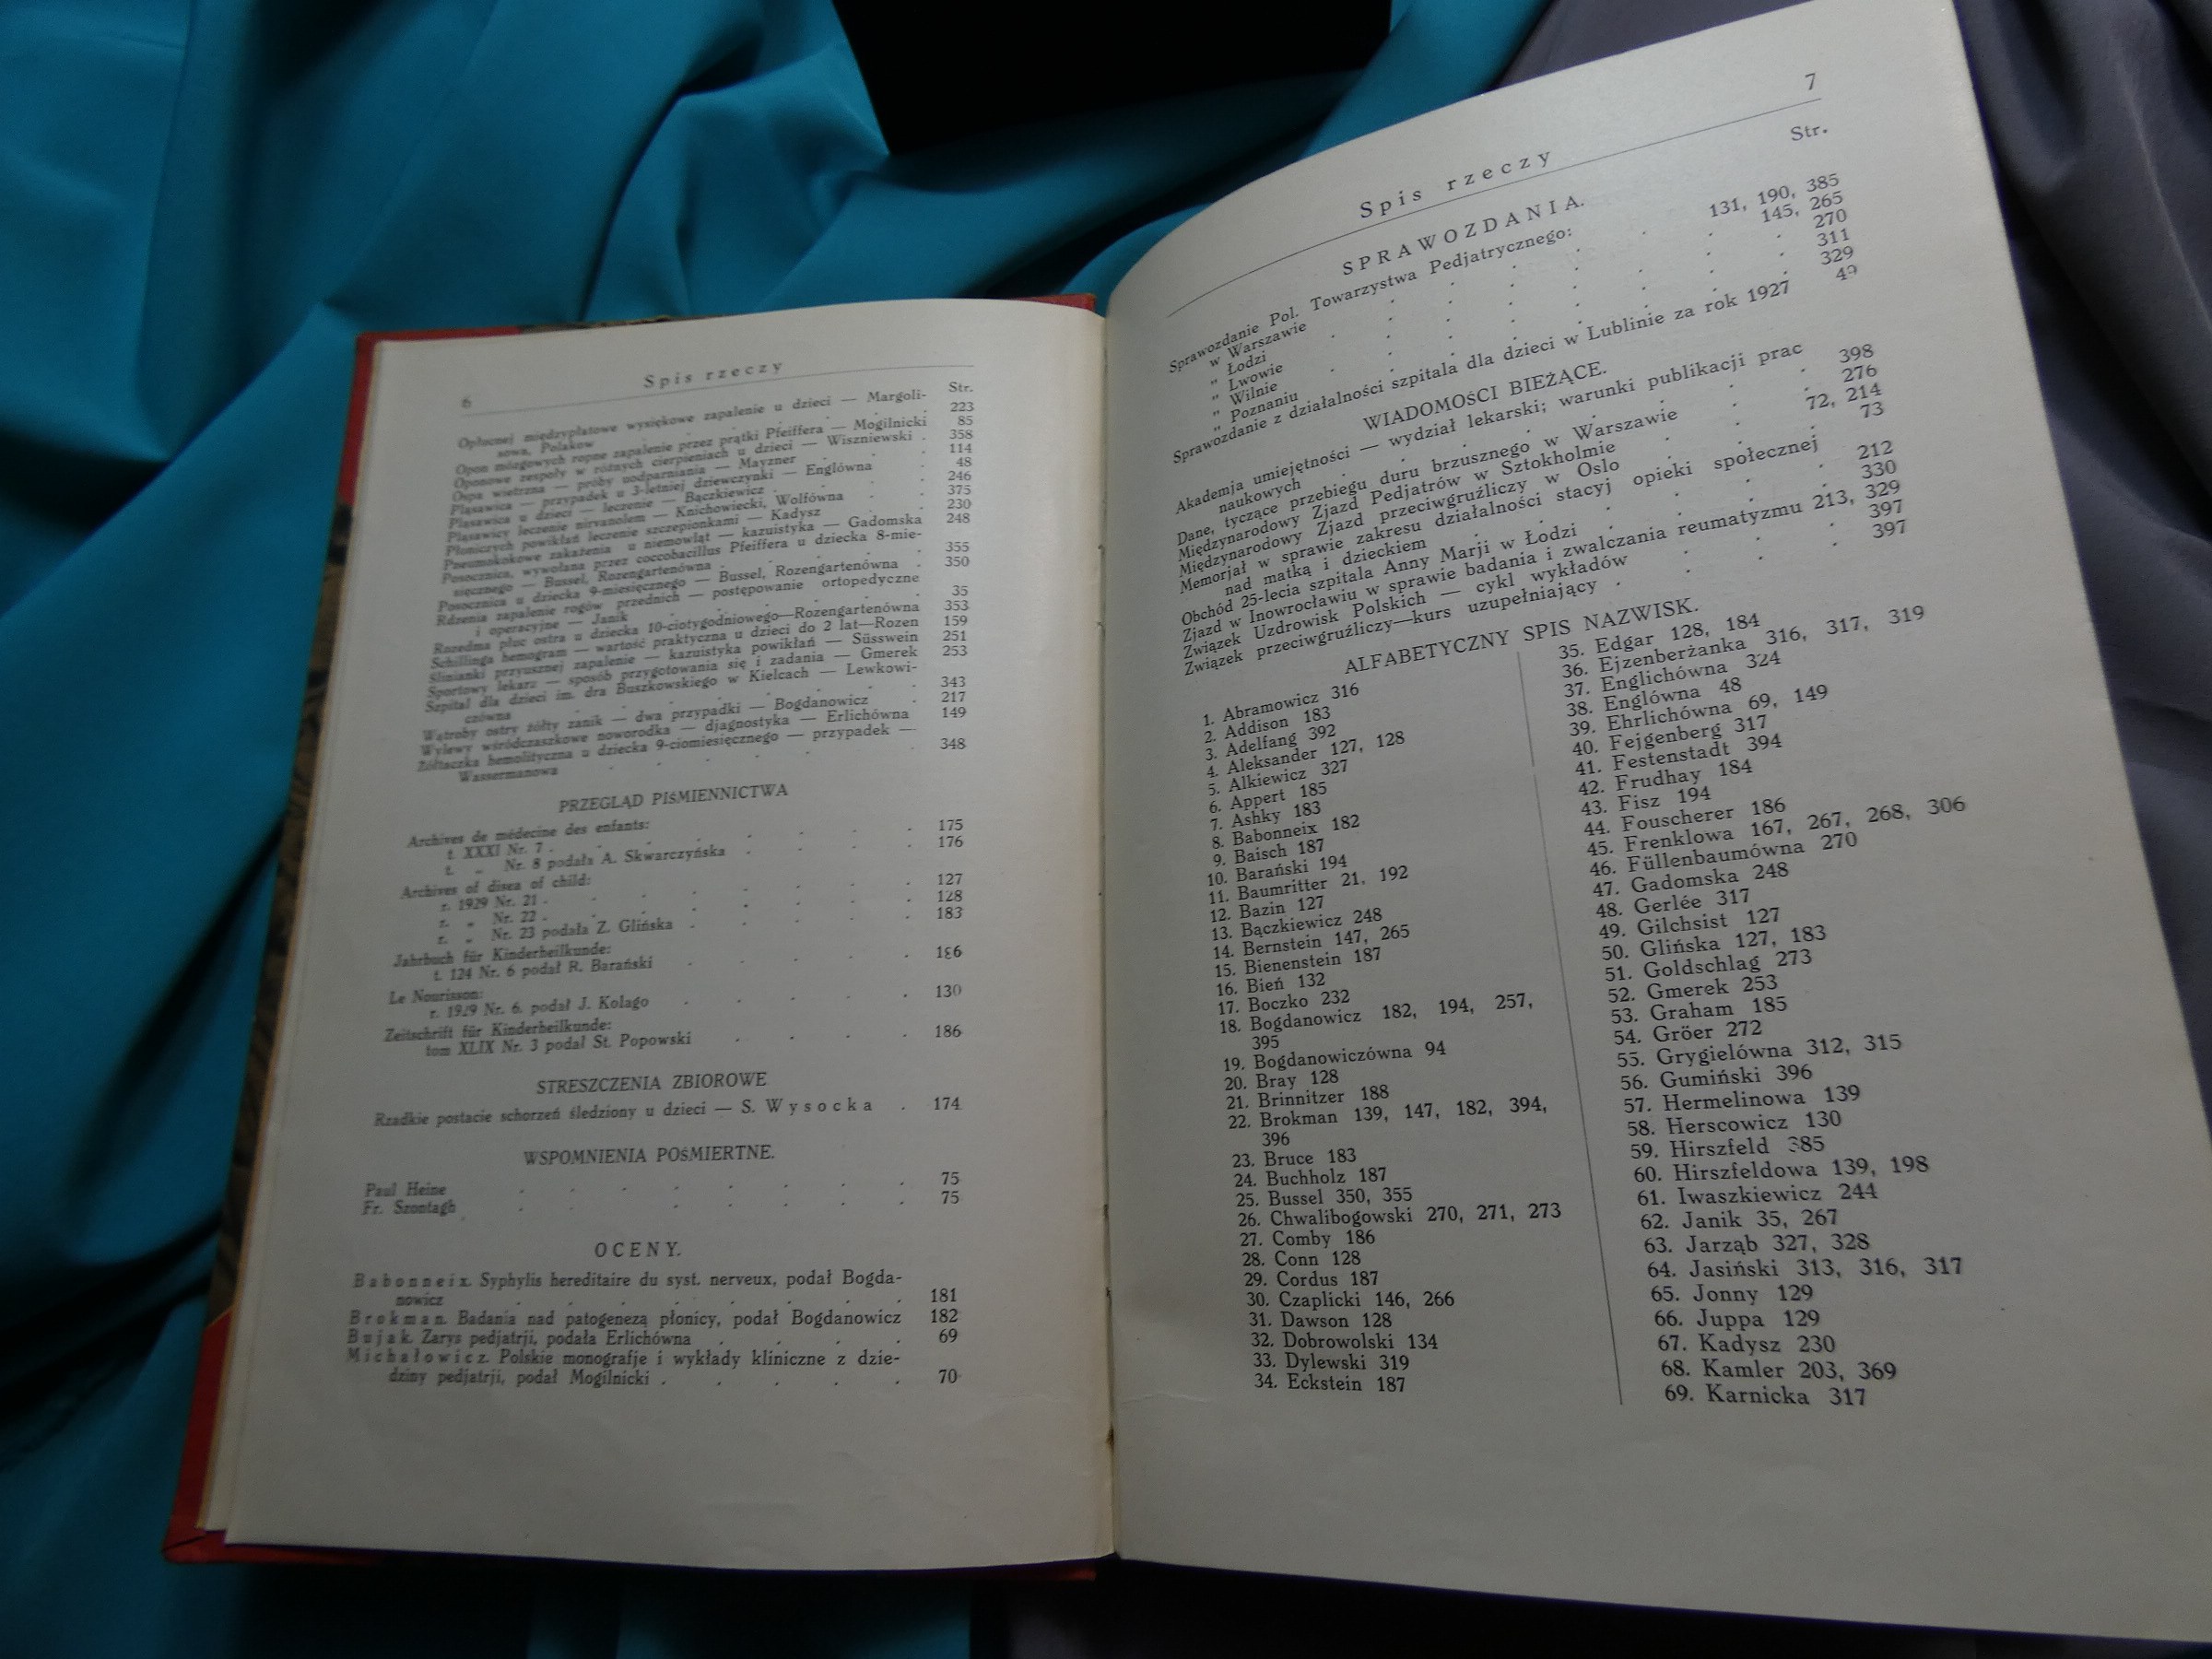 6
Spis rzeczy
Str.
Opłucnej międzypłatowe wysiękowe zapalenie u dzieci — Margoli-
sowa, Polakow . . . . . 223
Opon mózgowych ropne zapalenie przez prątki Pfeiffera — Mogilnicki 85
Oponowe zespoły w różnych cierpieniach u dzieci — Wiszniewski . 358
Ospa wietrzna — próby uodparniania — Mayzner . . . 114
Pląsawica — przypadek u 3-letniej dziewczynki — Englówna . 48
Pląsawica u dzieci — leczenie — Bączkiewicz . . . 246
Pląsawicy leczenie nirvanolem — Knichowiecki, Wolfówna . . 375
Płoniczych powikłań leczenie szczepionkami — Kadysz . . 230
Pneumokokowe zakażenia u niemowląt — kazuistyka — Gadomska 248
Posocznica, wywołana przez coccobacillus Pfeiffera u dziecka 8-mie-
sięcznego — Bussel, Rozengartenówna . . . . 355
Posocznica u dziecka 9-miesięcznego — Bussel, Rozengartenówna . 350
Rdzenia zapalenie rogów przednich — postępowanie ortopedyczne
i operacyjne — Janik . . . . . 35
Rozedma płuc ostra u dziecka 10-ciotygodniowego—Rozengartenówna 353
Schillinga hemogram — wartość praktyczna u dzieci do 2 lat—Rozen 159
Ślinianki przyusznej zapalenie — kazuistyka powikłań — Süsswein 251
Sportowy lekarz — sposób przygotowania się i zadania — Gmerek 253
Szpital dla dzieci im. dra Buszkowskiego w Kielcach — Lewkowi-
czówna . . . . . . 343
Wątroby ostry żółty zanik — dwa przypadki — Bogdanowicz . 217
Wylewy wśródczaszkowe noworodka — djagnostyka — Erlichówna 149
Żółtaczka hemolityczna u dziecka 9-ciomiesięcznego — przypadek —
Wassermanowa . . . . . 348
PRZEGLĄD PIŚMIENNICTWA
Archives de médecine des enfants:
t. XXXI Nr. 7 . . . . . . . 175
t. „ Nr. 8 podała A. Skwarczyńska . . . . 176
Archives of disea of child:
r. 1929 Nr. 21 . . . . . . . 127
r. „ Nr. 22 . . . . . . . 128
r. „ Nr. 23 podała Z. Glińska . . . . . 183
Jahrbuch für Kinderheilkunde:
t. 124 Nr. 6 podał R. Barański . . . . . 186
Le Nourisson:
r. 1929 Nr. 6. podał J. Kolago . . . . . 130
Zeitschrift für Kinderheilkunde:
tom XLIX Nr. 3 podał St. Popowski . . . . 186
STRESZCZENIA ZBIOROWE
Rzadkie postacie schorzeń śledziony u dzieci — S. Wysocka . 174
WSPOMNIENIA POŚMIERTNE.
Paul Heine . . . . . . . . 75
Fr. Szontagh . . . . . . . 75
OCENY.
Babonneix. Syphylis hereditaire du syst. nerveux, podał Bogda-
nowicz . . . . . . . . 181
Brokman. Badania nad patogenezą płonicy, podał Bogdanowicz 182
Bujak. Zarys pedjatrji, podała Erlichówna . . . . 69
Michałowicz. Polskie monografje i wykłady kliniczne z dzie-
dziny pedjatrji, podał Mogilnicki . . . . . 70
7
Spis rzeczy
Str.
SPRAWOZDANIA.
Sprawozdanie Pol. Towarzystwa Pedjatrycznego:
w Warszawie . . . . . 131, 190, 385
„ Łodzi . . . . . . 145, 265
„ Lwowie . . . . . . 270
„ Wilnie . . . . . . 311
„ Poznaniu . . . . . . 329
Sprawozdanie z działalności szpitala dla dzieci w Lublinie za rok 1927 49
WIADOMOŚCI BIEŻĄCE.
Akademja umiejętności — wydział lekarski; warunki publikacji prac
naukowych . . . . . . 398
Dane, tyczące przebiegu duru brzusznego w Warszawie . . 276
Międzynarodowy Zjazd Pedjatrów w Sztokholmie . . 72, 214
Międzynarodowy Zjazd przeciwgruźliczy w Oslo . . . 73
Memorjał w sprawie zakresu działalności stacyj opieki społecznej
nad matką i dzieckiem . . . . . 212
Obchód 25-lecia szpitala Anny Marji w Łodzi . . . 330
Zjazd w Inowrocławiu w sprawie badania i zwalczania reumatyzmu 213, 329
Związek Uzdrowisk Polskich — cykl wykładów . . . 397
Związek przeciwgruźliczy—kurs uzupełniający . . . . 397
ALFABETYCZNY SPIS NAZWISK.
1. Abramowicz 316
2. Addison 183
3. Adelfang 392
4. Aleksander 127, 128
5. Alkiewicz 327
6. Appert 185
7. Ashky 183
8. Babonneix 182
9. Baisch 187
10. Barański 194
11. Baumritter 21, 192
12. Bazin 127
13. Bączkiewicz 248
14. Bernstein 147, 265
15. Bienenstein 187
16. Bień 132
17. Boczko 232
18. Bogdanowicz 182, 194, 257,
395
19. Bogdanowiczówna 94
20. Bray 128
21. Brinnitzer 188
22. Brokman 139, 147, 182, 394,
396
23. Bruce 183
24. Buchholz 187
25. Bussel 350, 355
26. Chwalibogowski 270, 271, 273
27. Comby 186
28. Conn 128
29. Cordus 187
30. Czaplicki 146, 266
31. Dawson 128
32. Dobrowolski 134
33. Dylewski 319
34. Eckstein 187
35. Edgar 128, 184
36. Ejzenberżanka 316, 317, 319
37. Englichówna 324
38. Englówna 48
39. Ehrlichówna 69, 149
40. Fejgenberg 317
41. Festenstadt 394
42. Frudhay 184
43. Fisz 194
44. Fouscherer 186
45. Frenklowa 167, 267, 268, 306
46. Füllenbaumówna 270
47. Gadomska 248
48. Gerlée 317
49. Gilchsist 127
50. Glińska 127, 183
51. Goldschlag 273
52. Gmerek 253
53. Graham 185
54. Gröer 272
55. Grygielówna 312, 315
56. Gumiński 396
57. Hermelinowa 139
58. Herscowicz 130
59. Hirszfeld 385
60. Hirszfeldowa 139, 198
61. Iwaszkiewicz 244
62. Janik 35, 267
63. Jarząb 327, 328
64. Jasiński 313, 316, 317
65. Jonny 129
66. Juppa 129
67. Kadysz 230
68. Kamler 203, 369
69. Karnicka 317